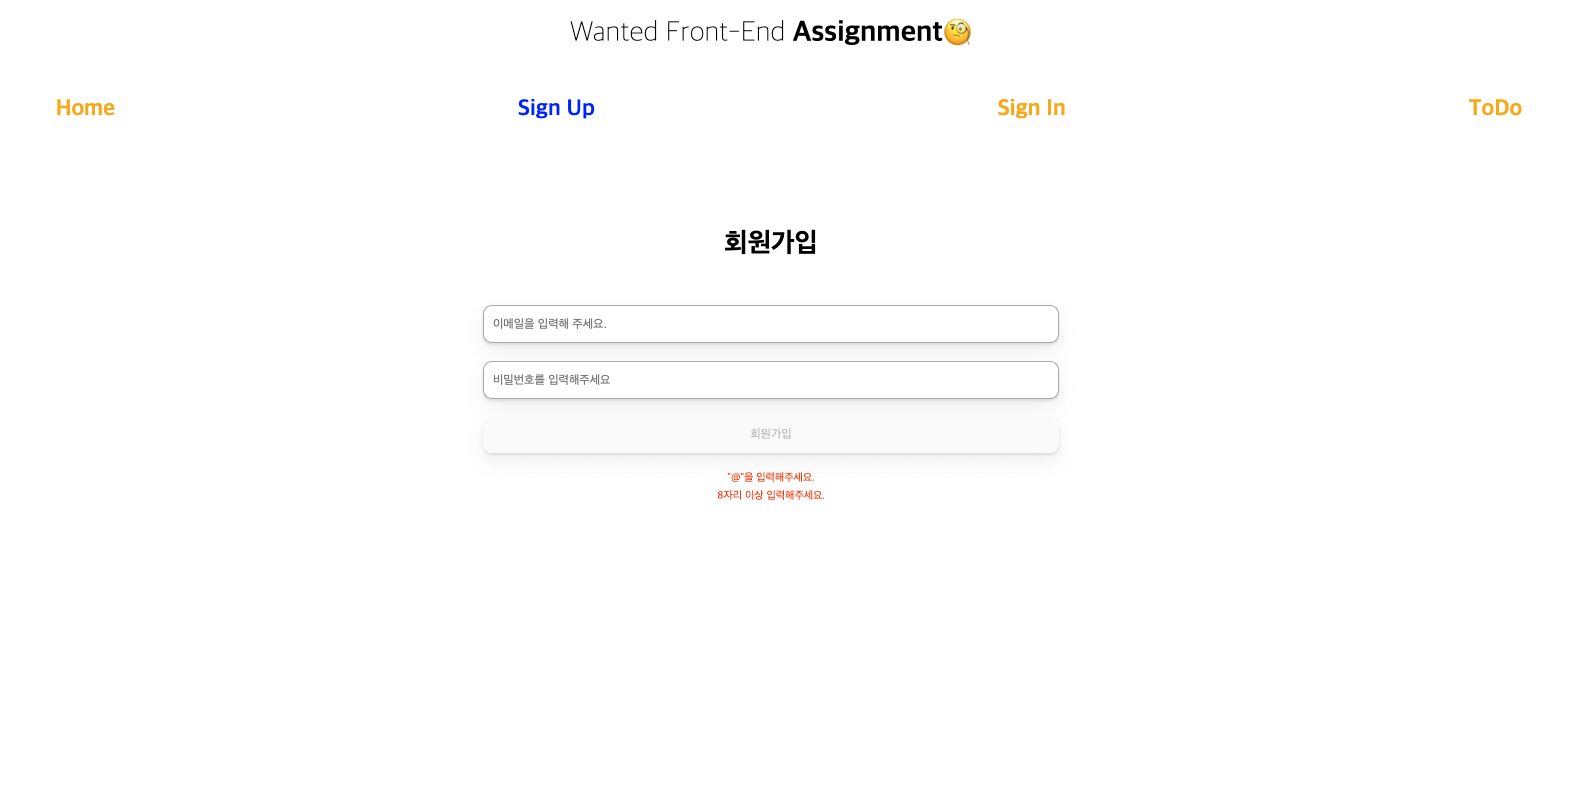 Wanted Front-End Assignment🧐
Home Sign Up Sign In ToDo
회원가입
이메일을 입력해 주세요.
비밀번호를 입력해주세요
회원가입
"@"을 입력해주세요.
8자리 이상 입력해주세요.